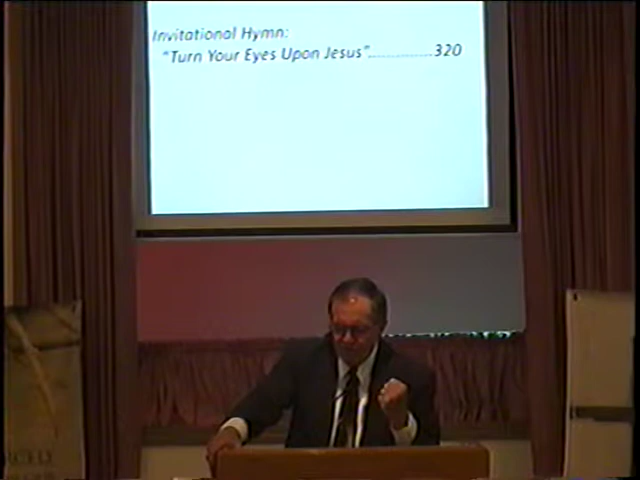 Invitational Hymn:
"Turn Your Eyes Upon Jesus"................320